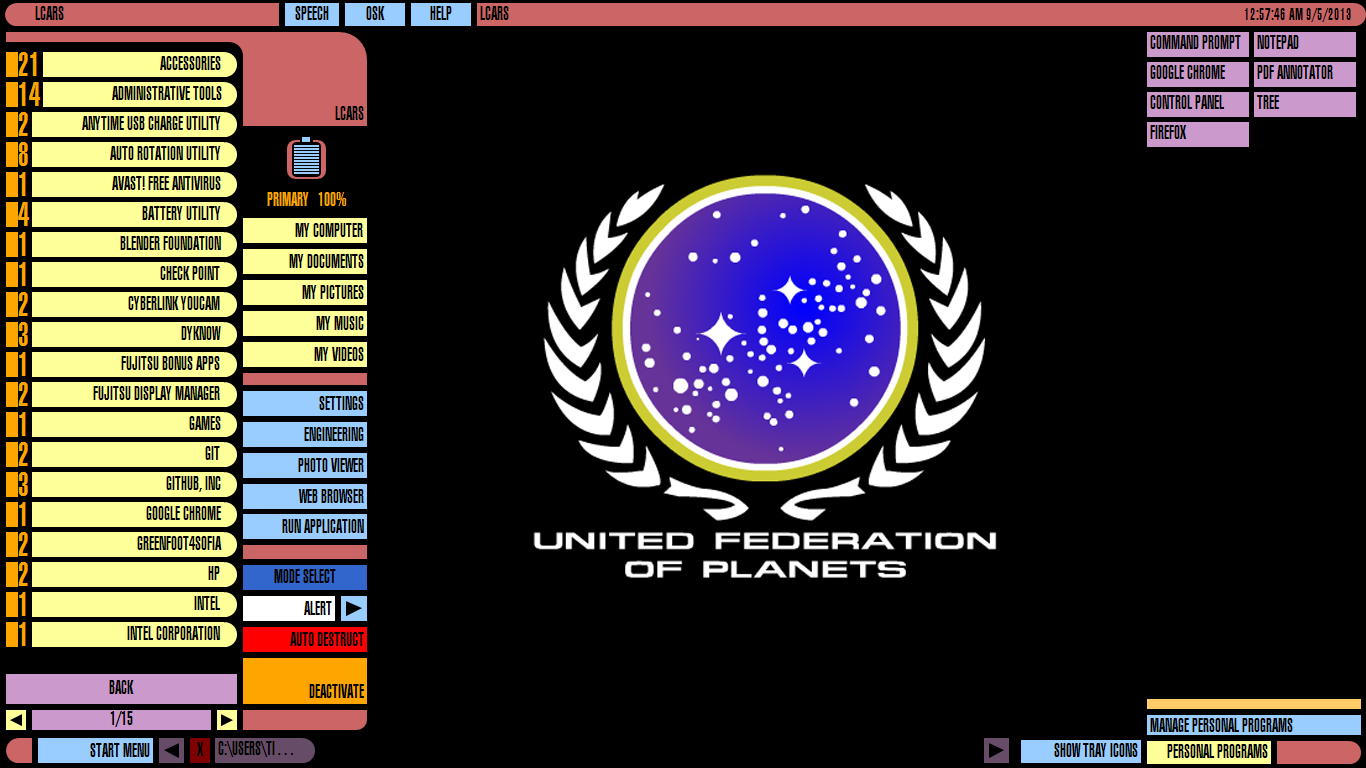 LCARS
SPEECH
OSK
HELP
LCARS
12:57:46 AM 9/5/2013
21 ACCESSORIES
14 ADMINISTRATIVE TOOLS
2 ANYTIME USB CHARGE UTILITY
8 AUTO ROTATION UTILITY
1 AVAST! FREE ANTIVIRUS
4 BATTERY UTILITY
1 BLENDER FOUNDATION
1 CHECK POINT
2 CYBERLINK YOUCAM
3 DYKNOW
1 FUJITSU BONUS APPS
2 FUJITSU DISPLAY MANAGER
1 GAMES
2 GIT
3 GITHUB, INC
1 GOOGLE CHROME
2 GREENFOOT4SOFIA
2 HP
1 INTEL
1 INTEL CORPORATION
BACK
1/15
LCARS
PRIMARY 100%
MY COMPUTER
MY DOCUMENTS
MY PICTURES
MY MUSIC
MY VIDEOS
SETTINGS
ENGINEERING
PHOTO VIEWER
WEB BROWSER
RUN APPLICATION
MODE SELECT
ALERT
AUTO DESTRUCT
DEACTIVATE
UNITED FEDERATION
OF PLANETS
COMMAND PROMPT
NOTEPAD
GOOGLE CHROME
PDF ANNOTATOR
CONTROL PANEL
TREE
FIREFOX
MANAGE PERSONAL PROGRAMS
START MENU
X
C:\USERS\TI...
SHOW TRAY ICONS
PERSONAL PROGRAMS